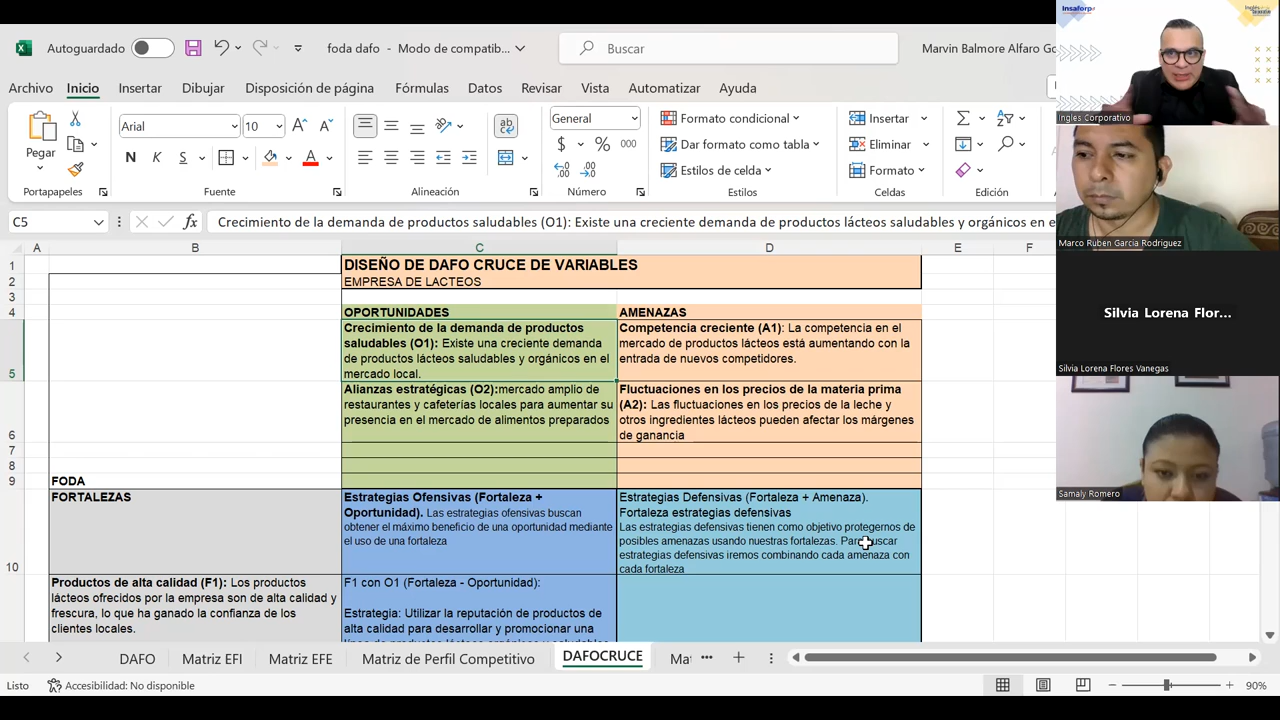 Autoguardado
foda dafo - Modo de compatib...
Buscar
Marvin Balmore Alfaro Go
Archivo Inicio Insertar Dibujar Disposición de página Fórmulas Datos Revisar Vista Automatizar Ayuda
Pegar
Arial 10
N K S
General
$ % 000
Formato condicional
Dar formato como tabla
Estilos de celda
Insertar
Eliminar
Formato
Portapapeles Fuente Alineación Número Estilos Celdas Edición
C5 fx Crecimiento de la demanda de productos saludables (O1): Existe una creciente demanda de productos lácteos saludables y orgánicos en e
A B C D E F
1
2
3
4
5
6
7
8
9
10
DISEÑO DE DAFO CRUCE DE VARIABLES
EMPRESA DE LACTEOS
OPORTUNIDADES
Crecimiento de la demanda de productos
saludables (O1): Existe una creciente demanda
de productos lácteos saludables y orgánicos en el
mercado local.
Alianzas estratégicas (O2):mercado amplio de
restaurantes y cafeterías locales para aumentar su
presencia en el mercado de alimentos preparados
AMENAZAS
Competencia creciente (A1): La competencia en el
mercado de productos lácteos está aumentando con la
entrada de nuevos competidores.
Fluctuaciones en los precios de la materia prima
(A2): Las fluctuaciones en los precios de la leche y
otros ingredientes lácteos pueden afectar los márgenes
de ganancia
FODA
FORTALEZAS
Estrategias Ofensivas (Fortaleza +
Oportunidad). Las estrategias ofensivas buscan
obtener el máximo beneficio de una oportunidad mediante
el uso de una fortaleza
Estrategias Defensivas (Fortaleza + Amenaza).
Fortaleza estrategias defensivas
Las estrategias defensivas tienen como objetivo protegernos de
posibles amenazas usando nuestras fortalezas. Para buscar
estrategias defensivas iremos combinando cada amenaza con
cada fortaleza
Productos de alta calidad (F1): Los productos
lácteos ofrecidos por la empresa son de alta calidad y
frescura, lo que ha ganado la confianza de los
clientes locales.
F1 con O1 (Fortaleza - Oportunidad):
Estrategia: Utilizar la reputación de productos de
alta calidad para desarrollar y promocionar una
DAFO Matriz EFI Matriz EFE Matriz de Perfil Competitivo DAFOCRUCE Ma
Listo Accesibilidad: No disponible 90%
Insaforp
Ingles Corporativo
Marco Ruben Garcia Rodriguez
Silvia Lorena Flor...
Silvia Lorena Flores Vanegas
Samaly Romero